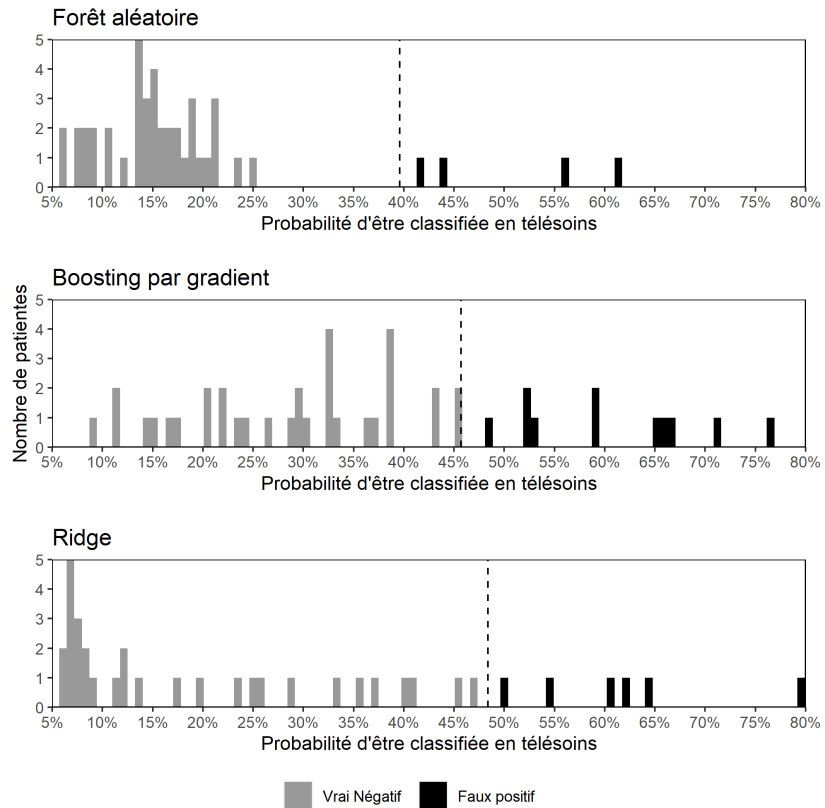 Forêt aléatoire
5
4
3
2
1
0
5% 10% 15% 20% 25% 30% 35% 40% 45% 50% 55% 60% 65% 70% 75% 80%
Probabilité d'être classifiée en télésoins
Nombre de patientes
Boosting par gradient
5
4
3
2
1
0
5% 10% 15% 20% 25% 30% 35% 40% 45% 50% 55% 60% 65% 70% 75% 80%
Probabilité d'être classifiée en télésoins
Ridge
5
4
3
2
1
0
5% 10% 15% 20% 25% 30% 35% 40% 45% 50% 55% 60% 65% 70% 75% 80%
Probabilité d'être classifiée en télésoins
Vrai Négatif Faux positif